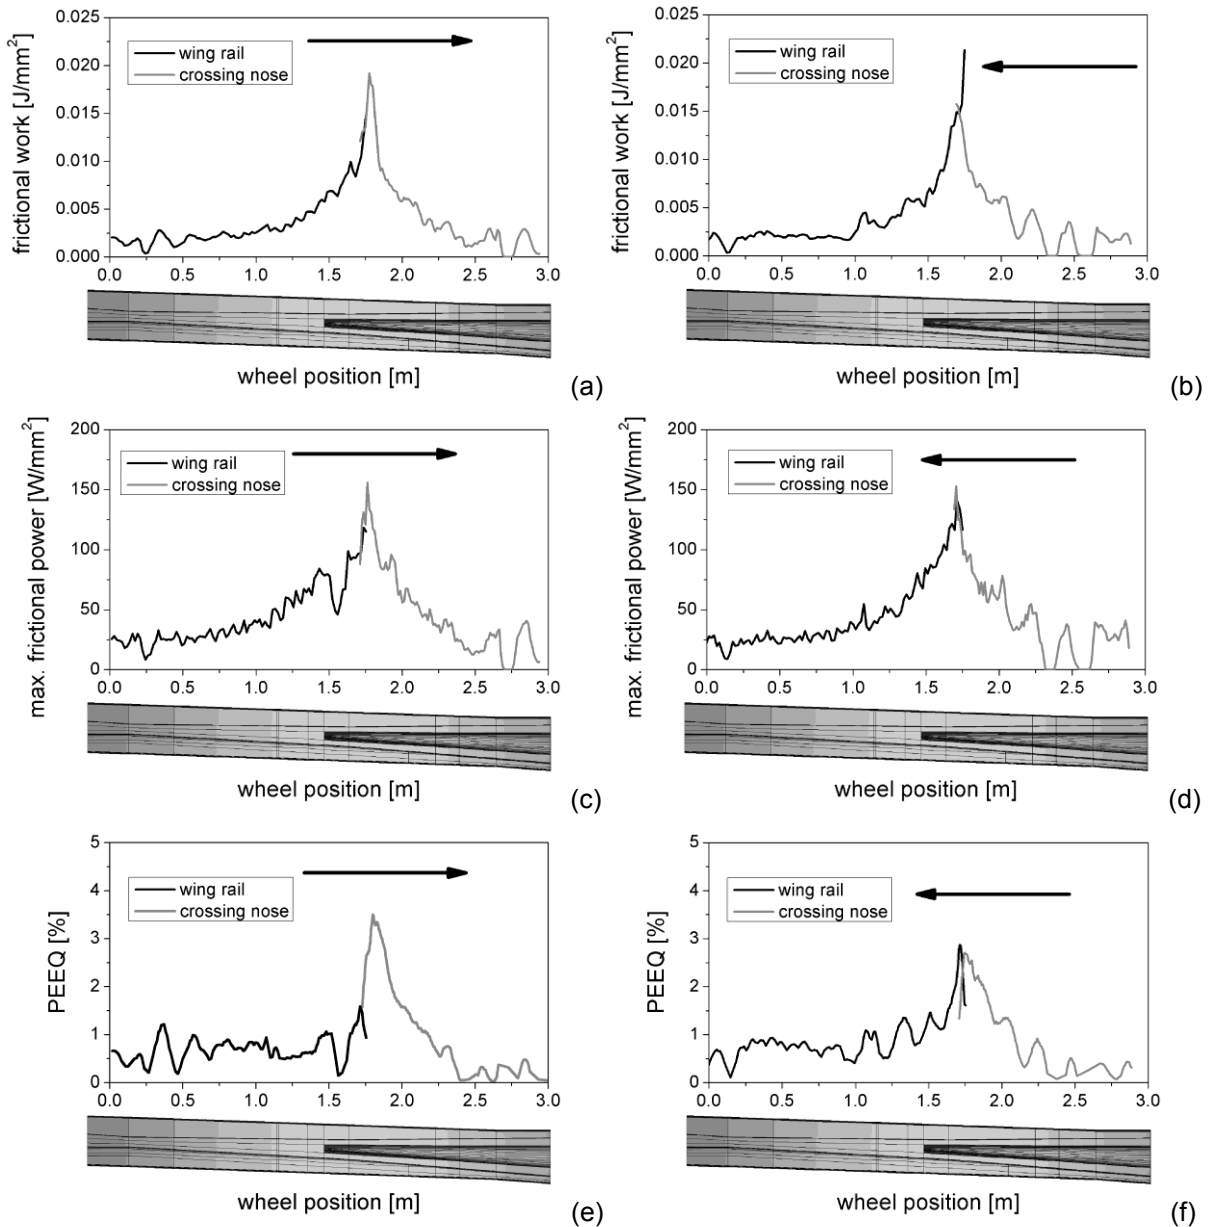 frictional work [J/mm²]
0.025
0.020
0.015
0.010
0.005
0.000
wing rail
crossing nose
0.0 0.5 1.0 1.5 2.0 2.5 3.0
wheel position [m]
(a)
frictional work [J/mm²]
0.025
0.020
0.015
0.010
0.005
0.000
wing rail
crossing nose
0.0 0.5 1.0 1.5 2.0 2.5 3.0
wheel position [m]
(b)
max. frictional power [W/mm²]
200
150
100
50
0
wing rail
crossing nose
0.0 0.5 1.0 1.5 2.0 2.5 3.0
wheel position [m]
(c)
max. frictional power [W/mm²]
200
150
100
50
0
wing rail
crossing nose
0.0 0.5 1.0 1.5 2.0 2.5 3.0
wheel position [m]
(d)
PEEQ [%]
5
4
3
2
1
0
wing rail
crossing nose
0.0 0.5 1.0 1.5 2.0 2.5 3.0
wheel position [m]
(e)
PEEQ [%]
5
4
3
2
1
0
wing rail
crossing nose
0.0 0.5 1.0 1.5 2.0 2.5 3.0
wheel position [m]
(f)